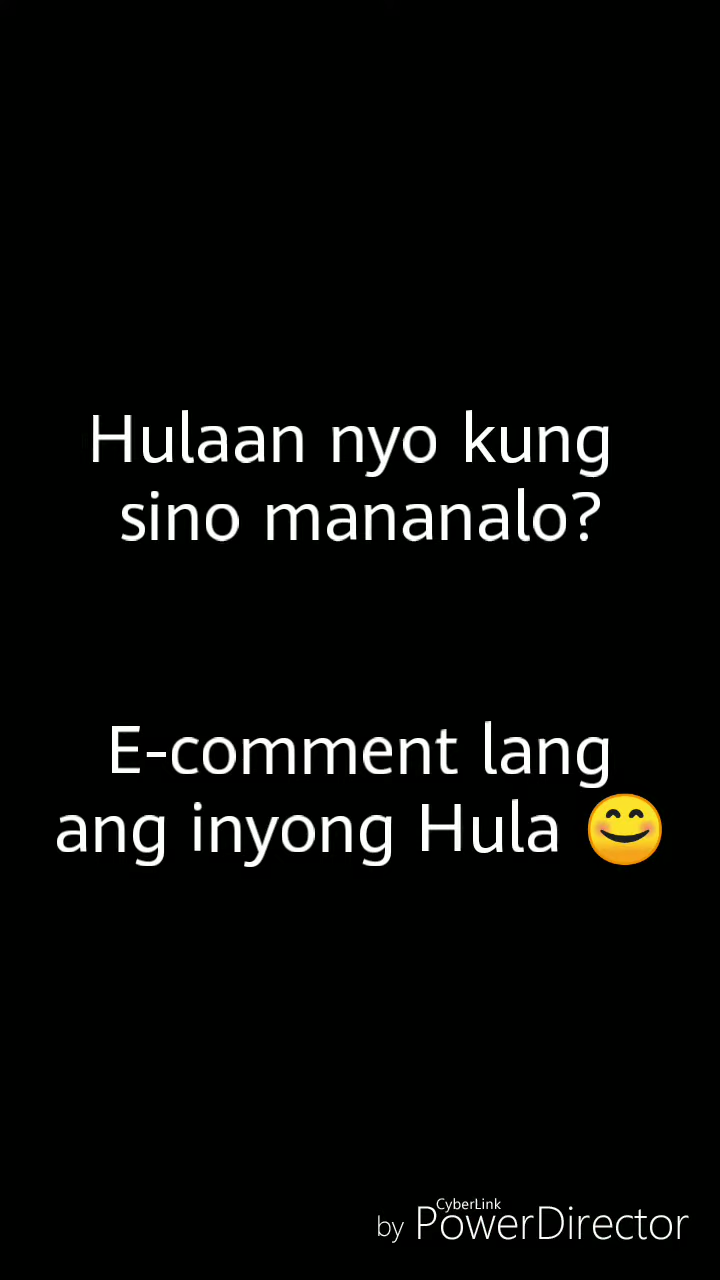 Hulaan nyo kung
sino mananalo?
E-comment lang
ang inyong Hula 😊
CyberLink
by PowerDirector